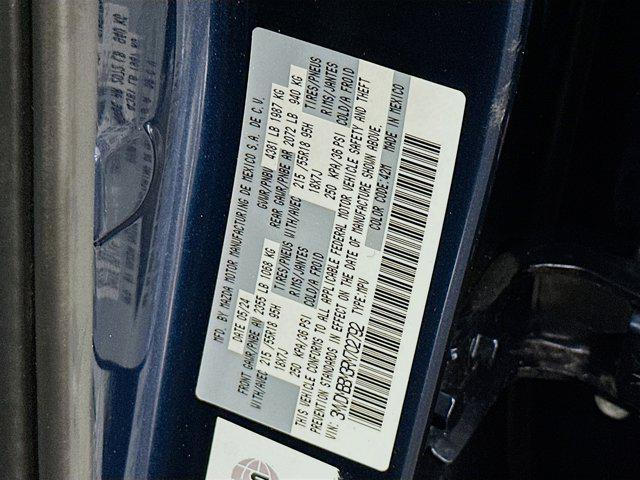 MFD. BY MAZDA MOTOR MANUFACTURING DE MEXICO S.A. DE C.V.
DATE 05/24 GVWR/PNBV 4381 LB 1987 KG
FRONT GAWR/PNBE AV 2355 LB 1068 KG REAR GAWR/PNBE AR 2072 LB 940 KG
WITH/AVEC 215 /55R18 95H TIRES/PNEUS WITH/AVEC 215 /55R18 95H TIRES/PNEUS
18X7J RIMS/JANTES 18X7J RIMS/JANTES
250 KPA/36 PSI COLD/A FROID 250 KPA/36 PSI COLD/A FROID
THIS VEHICLE CONFORMS TO ALL APPLICABLE FEDERAL MOTOR VEHICLE SAFETY AND THEFT
PREVENTION STANDARDS IN EFFECT ON THE DATE OF MANUFACTURE SHOWN ABOVE.
VIN: TYPE:MPV COLOR CODE:42M MADE IN MEXICO